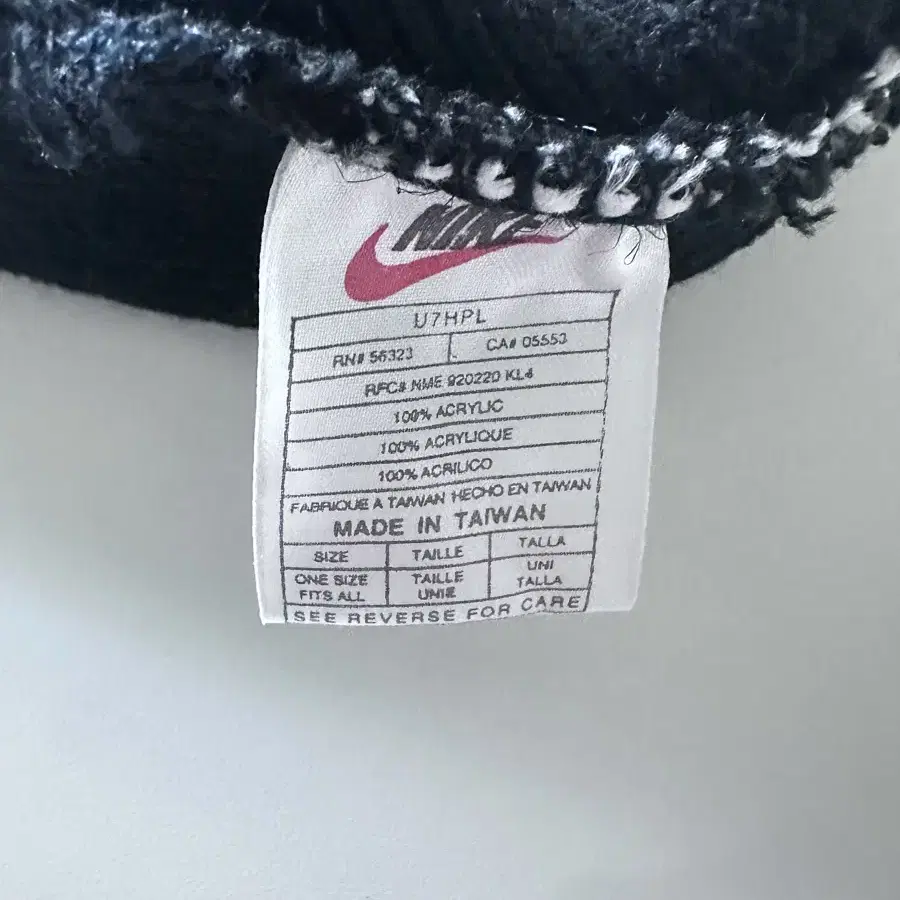 NIKE
U7HPL
RN# 56323 CA# 05553
RFC# NME 920220 KL4
100% ACRYLIC
100% ACRYLIQUE
100% ACRILICO
FABRIQUE A TAIWAN HECHO EN TAIWAN
MADE IN TAIWAN
SIZE TAILLE TALLA
ONE SIZE FITS ALL TAILLE UNIE UNI TALLA
SEE REVERSE FOR CARE